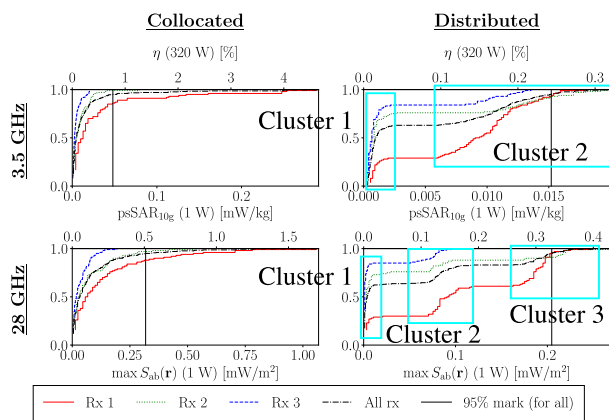 Collocated
Distributed
η (320 W) [%]
η (320 W) [%]
0 1 2 3 4
0.0 0.1 0.2 0.3
3.5 GHz
1.0
0.5
0.0
1.0
0.5
0.0
Cluster 1
Cluster 2
0.0 0.1 0.2
0.000 0.005 0.010 0.015
psSAR10g (1 W) [mW/kg]
psSAR10g (1 W) [mW/kg]
0.0 0.5 1.0 1.5
0.0 0.1 0.2 0.3 0.4
28 GHz
1.0
0.5
0.0
1.0
0.5
0.0
Cluster 1
Cluster 2
Cluster 3
0.00 0.25 0.50 0.75 1.00
0.0 0.1 0.2
max Sab(r) (1 W) [mW/m²]
max Sab(r) (1 W) [mW/m²]
Rx 1 Rx 2 Rx 3 All rx 95% mark (for all)